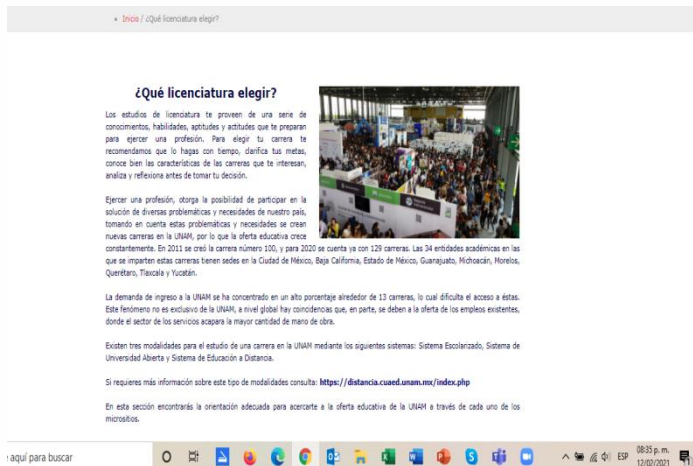 Inicio / ¿Qué licenciatura elegir?
¿Qué licenciatura elegir?
Los estudios de licenciatura te proveen de una serie de
conocimientos, habilidades, aptitudes y actitudes que te preparan
para ejercer una profesión. Para elegir tu carrera te
recomendamos que lo hagas con tiempo, clarifica tus metas,
conoce bien las características de las carreras que te interesan,
analiza y reflexiona antes de tomar tu decisión.
Ejercer una profesión, otorga la posibilidad de participar en la
solución de diversas problemáticas y necesidades de nuestro país,
tomando en cuenta estas problemáticas y necesidades se crean
nuevas carreras en la UNAM, por lo que la oferta educativa crece
constantemente. En 2011 se creó la carrera número 100, y para 2020 se cuenta ya con 129 carreras. Las 34 entidades académicas en las
que se imparten estas carreras tienen sedes en la Ciudad de México, Baja California, Estado de México, Guanajuato, Michoacán, Morelos,
Querétaro, Tlaxcala y Yucatán.
La demanda de ingreso a la UNAM se ha concentrado en un alto porcentaje alrededor de 13 carreras, lo cual dificulta el acceso a éstas.
Este fenómeno no es exclusivo de la UNAM, a nivel global hay coincidencias que, en parte, se deben a la oferta de los empleos existentes,
donde el sector de los servicios acapara la mayor cantidad de mano de obra.
Existen tres modalidades para el estudio de una carrera en la UNAM mediante los siguientes sistemas: Sistema Escolarizado, Sistema de
Universidad Abierta y Sistema de Educación a Distancia.
Si requieres más información sobre este tipo de modalidades consulta: https://distancia.cuaed.unam.mx/index.php
En esta sección encontrarás la orientación adecuada para acercarte a la oferta educativa de la UNAM a través de cada uno de los
micrositios.
aquí para buscar
ESP
08:35 p. m.
12/02/2021